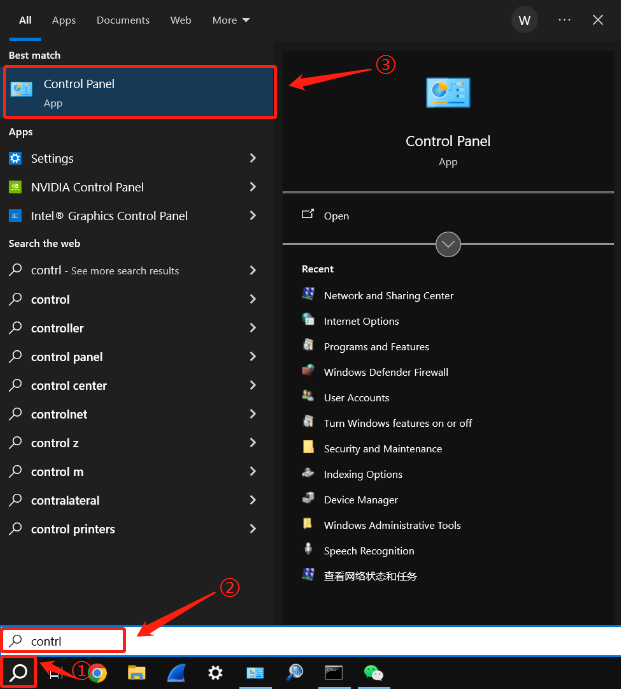 All Apps Documents Web More W
Best match
Control Panel
App
③
Apps
Settings
NVIDIA Control Panel
Intel® Graphics Control Panel
Search the web
contrl - See more search results
control
controller
control panel
control center
controlnet
control z
control m
contralateral
control printers
Control Panel
App
Open
Recent
Network and Sharing Center
Internet Options
Programs and Features
Windows Defender Firewall
User Accounts
Turn Windows features on or off
Security and Maintenance
Indexing Options
Device Manager
Windows Administrative Tools
Speech Recognition
查看网络状态和任务
②
contrl
①